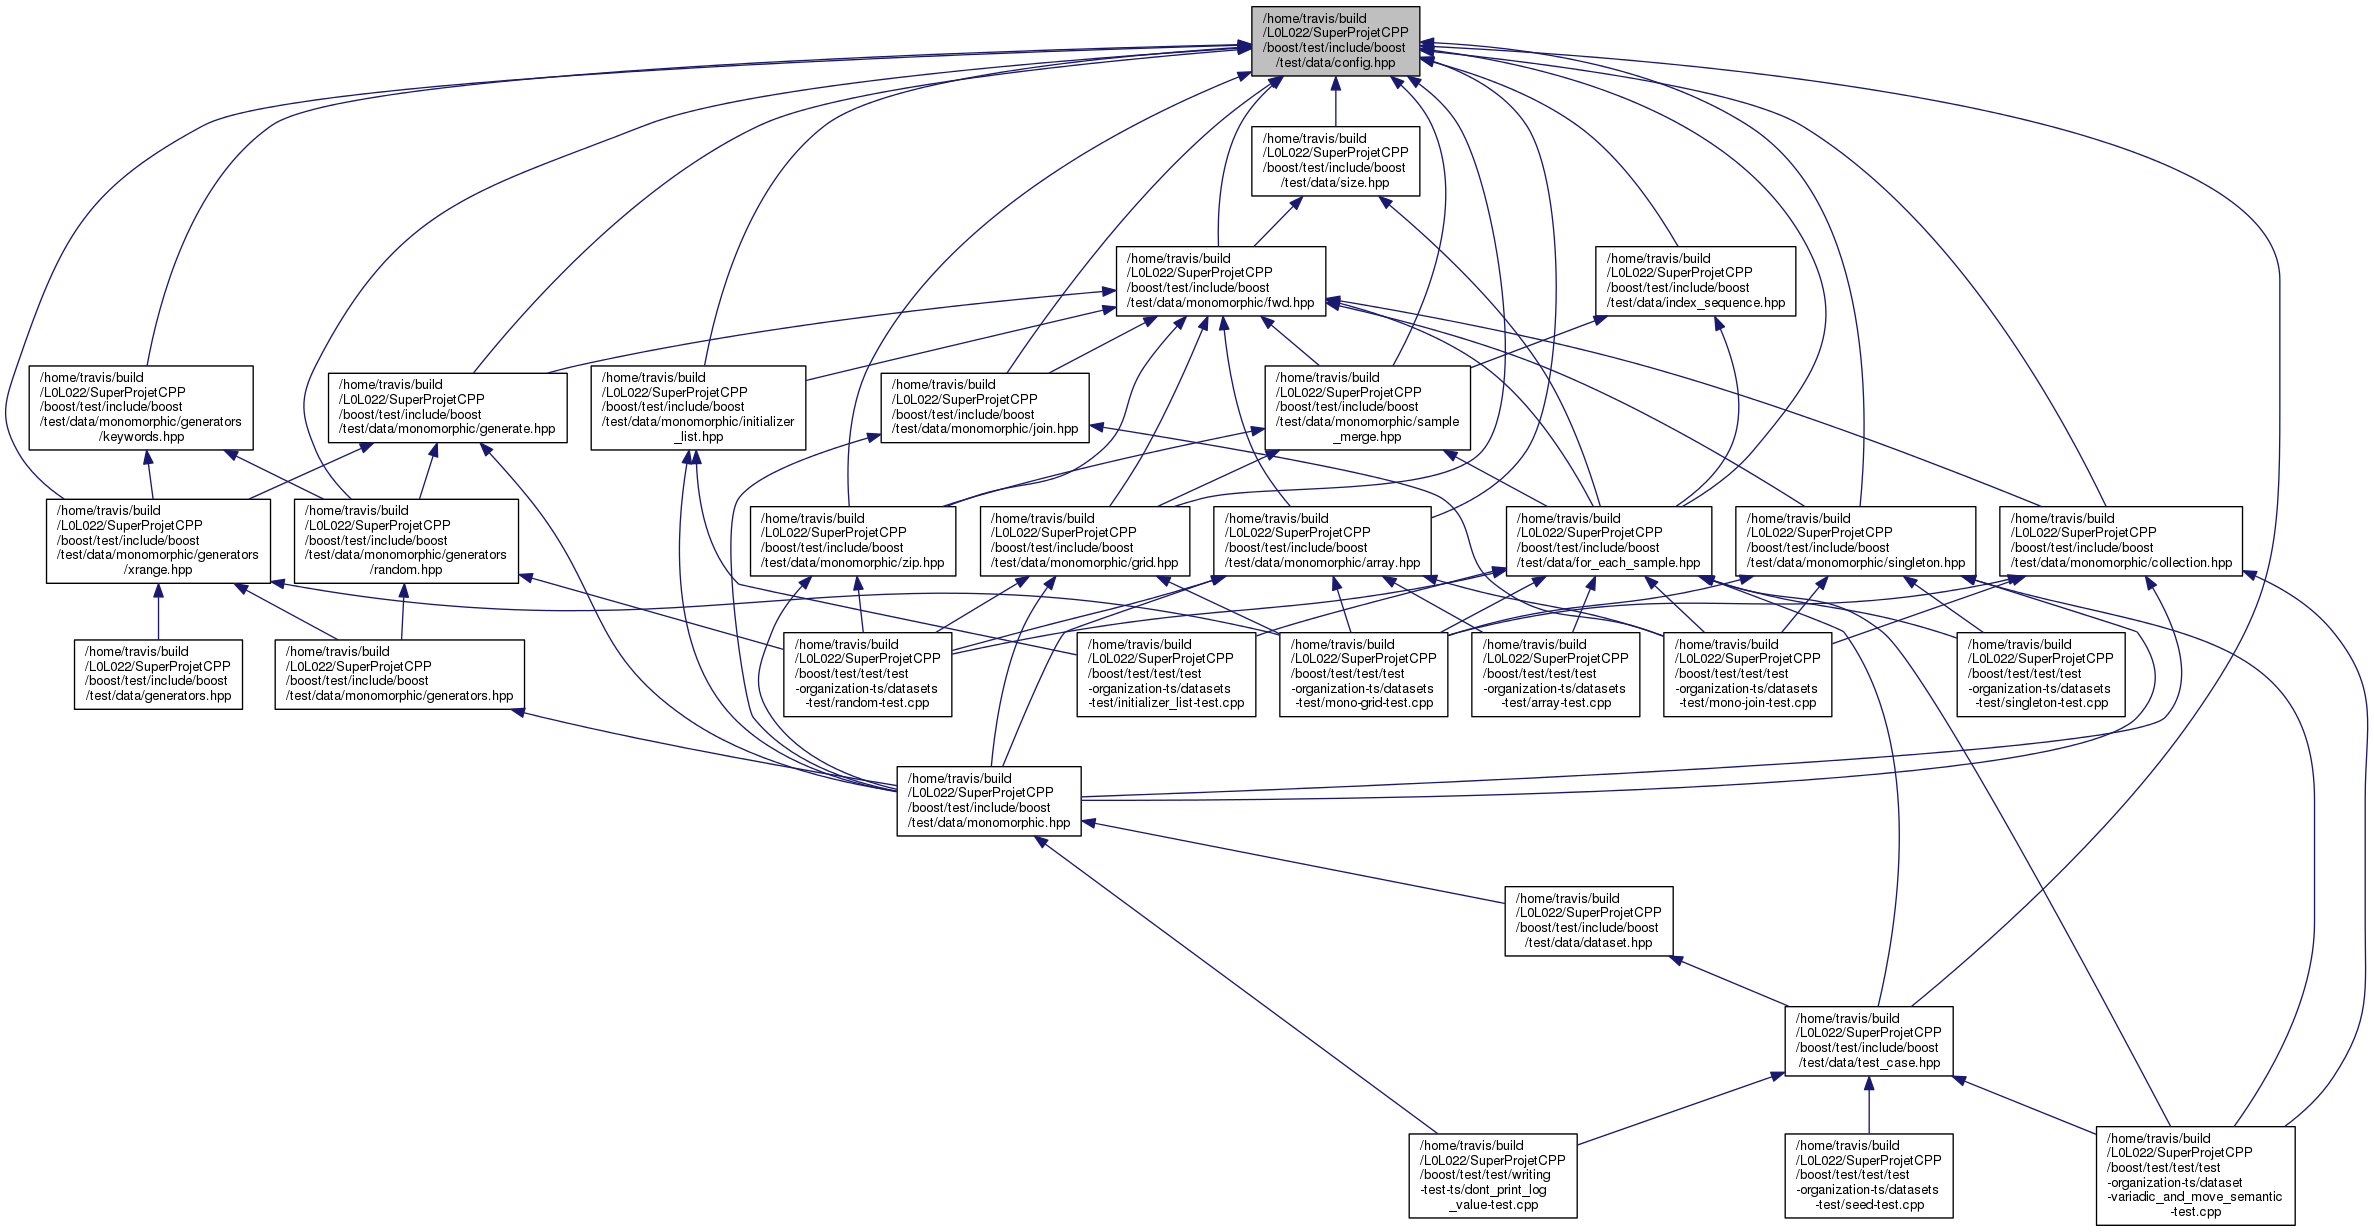 /home/travis/build
/L0L022/SuperProjetCPP
/boost/test/include/boost
/test/data/config.hpp
/home/travis/build
/L0L022/SuperProjetCPP
/boost/test/include/boost
/test/data/size.hpp
/home/travis/build
/L0L022/SuperProjetCPP
/boost/test/include/boost
/test/data/monomorphic/fwd.hpp
/home/travis/build
/L0L022/SuperProjetCPP
/boost/test/include/boost
/test/data/index_sequence.hpp
/home/travis/build
/L0L022/SuperProjetCPP
/boost/test/include/boost
/test/data/monomorphic/generators
/keywords.hpp
/home/travis/build
/L0L022/SuperProjetCPP
/boost/test/include/boost
/test/data/monomorphic/generate.hpp
/home/travis/build
/L0L022/SuperProjetCPP
/boost/test/include/boost
/test/data/monomorphic/initializer
_list.hpp
/home/travis/build
/L0L022/SuperProjetCPP
/boost/test/include/boost
/test/data/monomorphic/join.hpp
/home/travis/build
/L0L022/SuperProjetCPP
/boost/test/include/boost
/test/data/monomorphic/sample
_merge.hpp
/home/travis/build
/L0L022/SuperProjetCPP
/boost/test/include/boost
/test/data/monomorphic/generators
/xrange.hpp
/home/travis/build
/L0L022/SuperProjetCPP
/boost/test/include/boost
/test/data/monomorphic/generators
/random.hpp
/home/travis/build
/L0L022/SuperProjetCPP
/boost/test/include/boost
/test/data/monomorphic/zip.hpp
/home/travis/build
/L0L022/SuperProjetCPP
/boost/test/include/boost
/test/data/monomorphic/grid.hpp
/home/travis/build
/L0L022/SuperProjetCPP
/boost/test/include/boost
/test/data/monomorphic/array.hpp
/home/travis/build
/L0L022/SuperProjetCPP
/boost/test/include/boost
/test/data/for_each_sample.hpp
/home/travis/build
/L0L022/SuperProjetCPP
/boost/test/include/boost
/test/data/monomorphic/singleton.hpp
/home/travis/build
/L0L022/SuperProjetCPP
/boost/test/include/boost
/test/data/monomorphic/collection.hpp
/home/travis/build
/L0L022/SuperProjetCPP
/boost/test/include/boost
/test/data/generators.hpp
/home/travis/build
/L0L022/SuperProjetCPP
/boost/test/include/boost
/test/data/monomorphic/generators.hpp
/home/travis/build
/L0L022/SuperProjetCPP
/boost/test/test/test
-organization-ts/datasets
-test/random-test.cpp
/home/travis/build
/L0L022/SuperProjetCPP
/boost/test/test/test
-organization-ts/datasets
-test/initializer_list-test.cpp
/home/travis/build
/L0L022/SuperProjetCPP
/boost/test/test/test
-organization-ts/datasets
-test/mono-grid-test.cpp
/home/travis/build
/L0L022/SuperProjetCPP
/boost/test/test/test
-organization-ts/datasets
-test/array-test.cpp
/home/travis/build
/L0L022/SuperProjetCPP
/boost/test/test/test
-organization-ts/datasets
-test/mono-join-test.cpp
/home/travis/build
/L0L022/SuperProjetCPP
/boost/test/test/test
-organization-ts/datasets
-test/singleton-test.cpp
/home/travis/build
/L0L022/SuperProjetCPP
/boost/test/include/boost
/test/data/monomorphic.hpp
/home/travis/build
/L0L022/SuperProjetCPP
/boost/test/include/boost
/test/data/dataset.hpp
/home/travis/build
/L0L022/SuperProjetCPP
/boost/test/include/boost
/test/data/test_case.hpp
/home/travis/build
/L0L022/SuperProjetCPP
/boost/test/test/writing
-test-ts/dont_print_log
_value-test.cpp
/home/travis/build
/L0L022/SuperProjetCPP
/boost/test/test/test
-organization-ts/datasets
-test/seed-test.cpp
/home/travis/build
/L0L022/SuperProjetCPP
/boost/test/test/test
-organization-ts/dataset
-variadic_and_move_semantic
-test.cpp